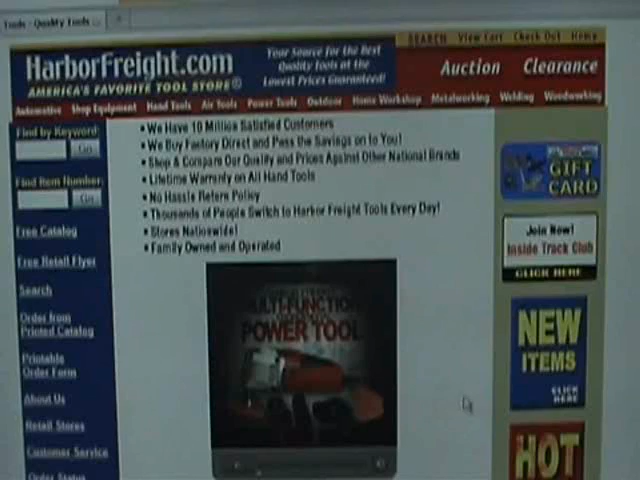 Tools - Quality Tools
SEARCH View Cart Check Out Home
HarborFreight.com
AMERICA'S FAVORITE TOOL STORE®
Your Source for the Best
Quality Tools at the
Lowest Prices Guaranteed!
Auction Clearance
Automotive Shop Equipment Hand Tools Air Tools Power Tools Outdoor Home Workshop Metalworking Welding Woodworking
Find by Keyword:
Go
Find Item Number:
Go
Free Catalog
Free Retail Flyer
Search
Order from
Printed Catalog
Printable
Order Form
About Us
Retail Stores
Customer Service
Order Status
• We Have 10 Million Satisfied Customers
• We Buy Factory Direct and Pass the Savings on to You!
• Shop & Compare Our Quality and Prices Against Other National Brands
• Lifetime Warranty on All Hand Tools
• No Hassle Return Policy
• Thousands of People Switch to Harbor Freight Tools Every Day!
• Stores Nationwide!
• Family Owned and Operated
MULTI-FUNCTION
POWER TOOL
GIFT
CARD
Join Now!
Inside Track Club
CLICK HERE
NEW
ITEMS
CLICK
HERE
HOT